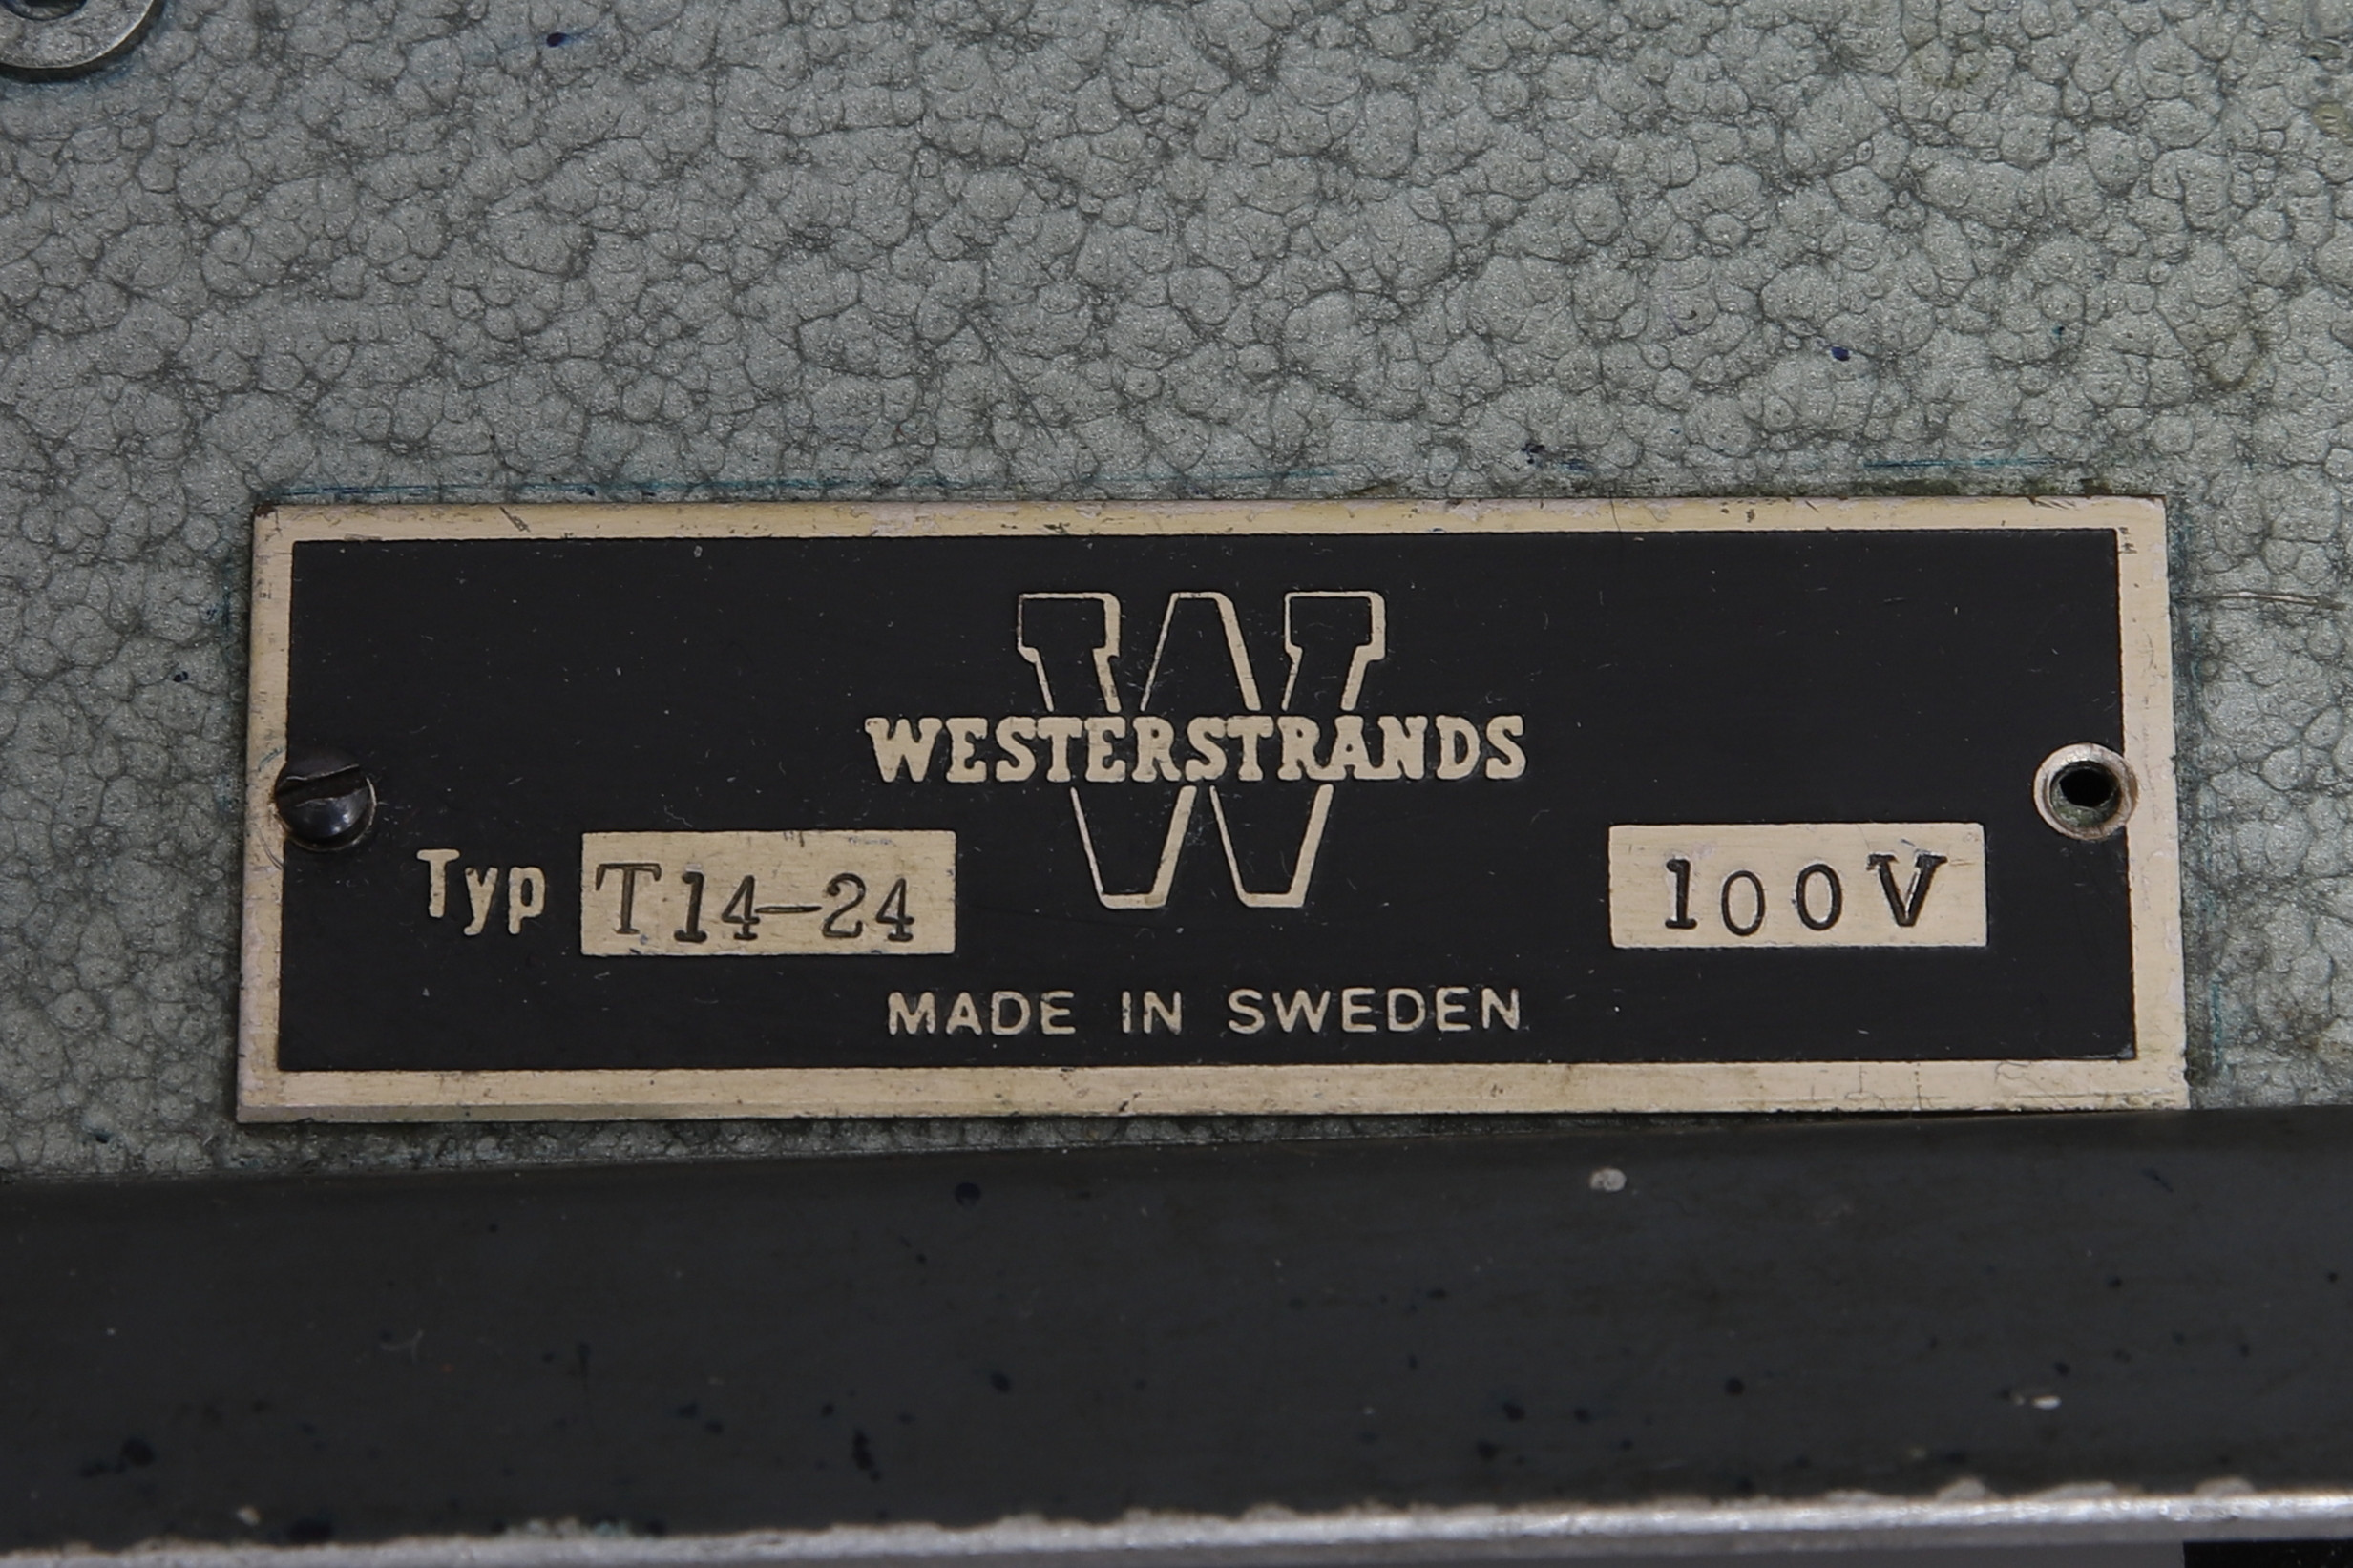 W
WESTERSTRANDS
Typ T14-24 100V
MADE IN SWEDEN